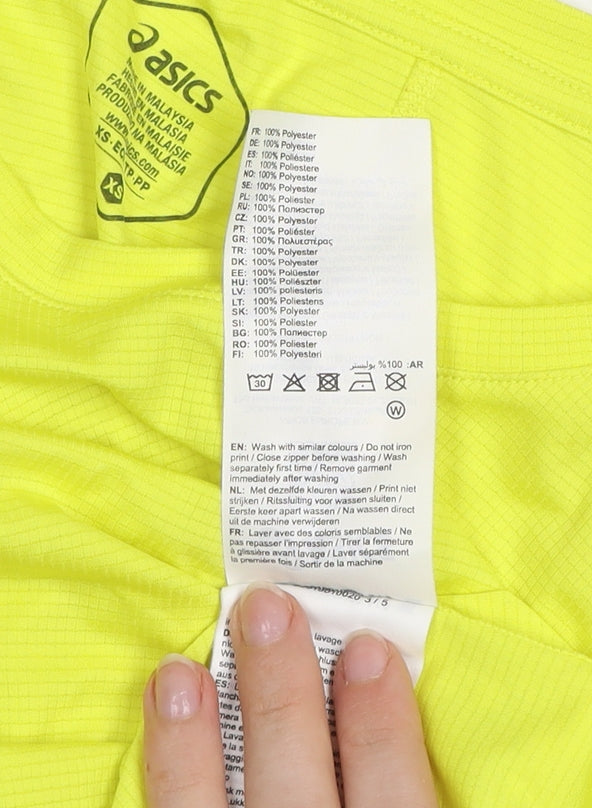 asics
MADE IN MALAYSIA
HECHO EN MALASIA
FABRIQUÉ EN MALAISIE
PRODUZIDO NA MALÁSIA
XS
FR: 100% Polyester
DE: 100% Polyester
ES: 100% Poliéster
IT: 100% Poliestere
NO: 100% Polyester
SE: 100% Polyester
PL: 100% Poliester
RU: 100% Полиэстер
CZ: 100% Polyester
PT: 100% Poliéster
GR: 100% Πολυεστέρας
TR: 100% Polyester
DK: 100% Polyester
EE: 100% Polüester
HU: 100% Poliészter
LV: 100% poliesteris
LT: 100% Poliesteris
SK: 100% Polyester
SI: 100% Poliester
BG: 100% Полиестер
RO: 100% Poliester
FI: 100% Polyesteri
AR: 100% بوليستر
30
W
EN: Wash with similar colours / Do not iron
print / Close zipper before washing / Wash
separately first time / Remove garment
immediately after washing
NL: Met dezelfde kleuren wassen / Print niet
strijken / Ritssluiting voor wassen sluiten /
Eerste keer apart wassen / Na wassen direct
uit de machine verwijderen
FR: Laver avec des coloris semblables / Ne
pas repasser l'impression / Tirer la fermeture
à glissière avant lavage / Laver séparément
la première fois / Sortir de la machine
3 / 5
lavage
ES:
Lava